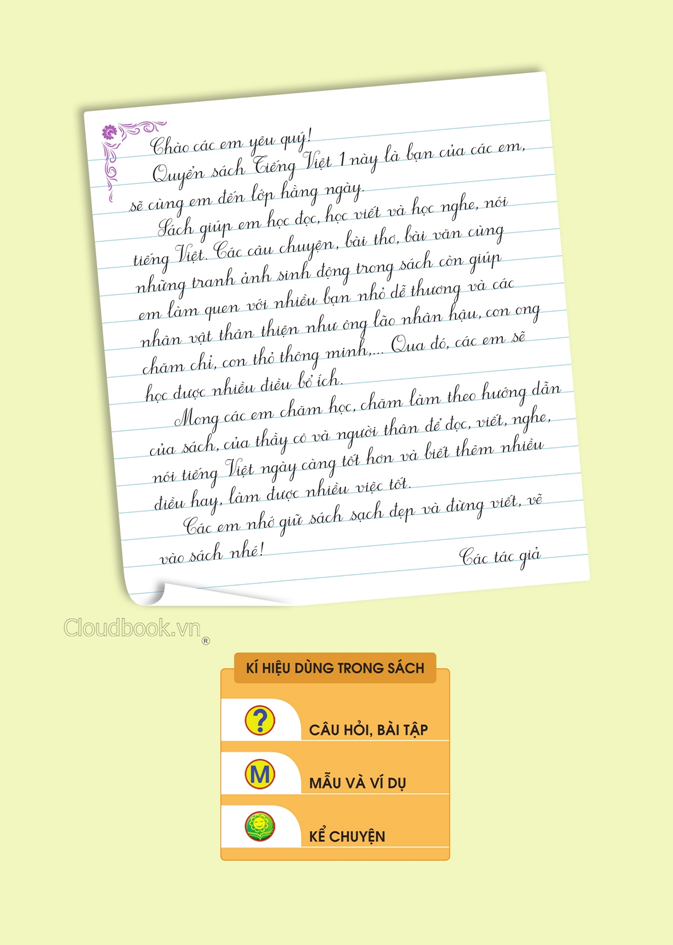 Chào các em yêu quý!
Quyển sách Tiếng Việt 1 này là bạn của các em,
sẽ cùng em đến lớp hằng ngày.
Sách giúp em học đọc, học viết và học nghe, nói
tiếng Việt. Các câu chuyện, bài thơ, bài văn cùng
những tranh ảnh sinh động trong sách còn giúp
em làm quen với nhiều bạn nhỏ dễ thương và các
nhân vật thân thiện như ông lão nhân hậu, con ong
chăm chỉ, con thỏ thông minh,... Qua đó, các em sẽ
học được nhiều điều bổ ích.
Mong các em chăm học, chăm làm theo hướng dẫn
của sách, của thầy cô và người thân để đọc, viết, nghe,
nói tiếng Việt ngày càng tốt hơn và biết thêm nhiều
điều hay, làm được nhiều việc tốt.
Các em nhớ giữ sách sạch đẹp và đừng viết, vẽ
vào sách nhé!
Các tác giả
Cloudbook.vn®
KÍ HIỆU DÙNG TRONG SÁCH
? CÂU HỎI, BÀI TẬP
M MẪU VÀ VÍ DỤ
KỂ CHUYỆN